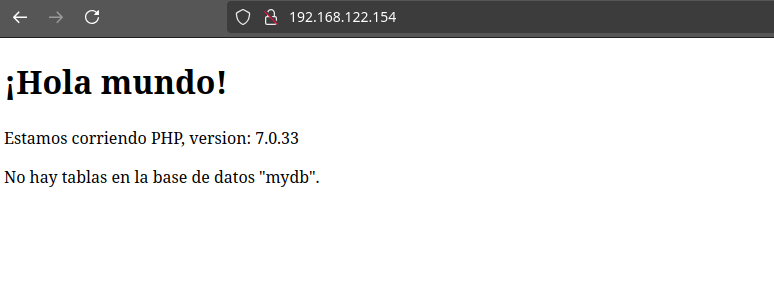 192.168.122.154
¡Hola mundo!
Estamos corriendo PHP, version: 7.0.33
No hay tablas en la base de datos "mydb".